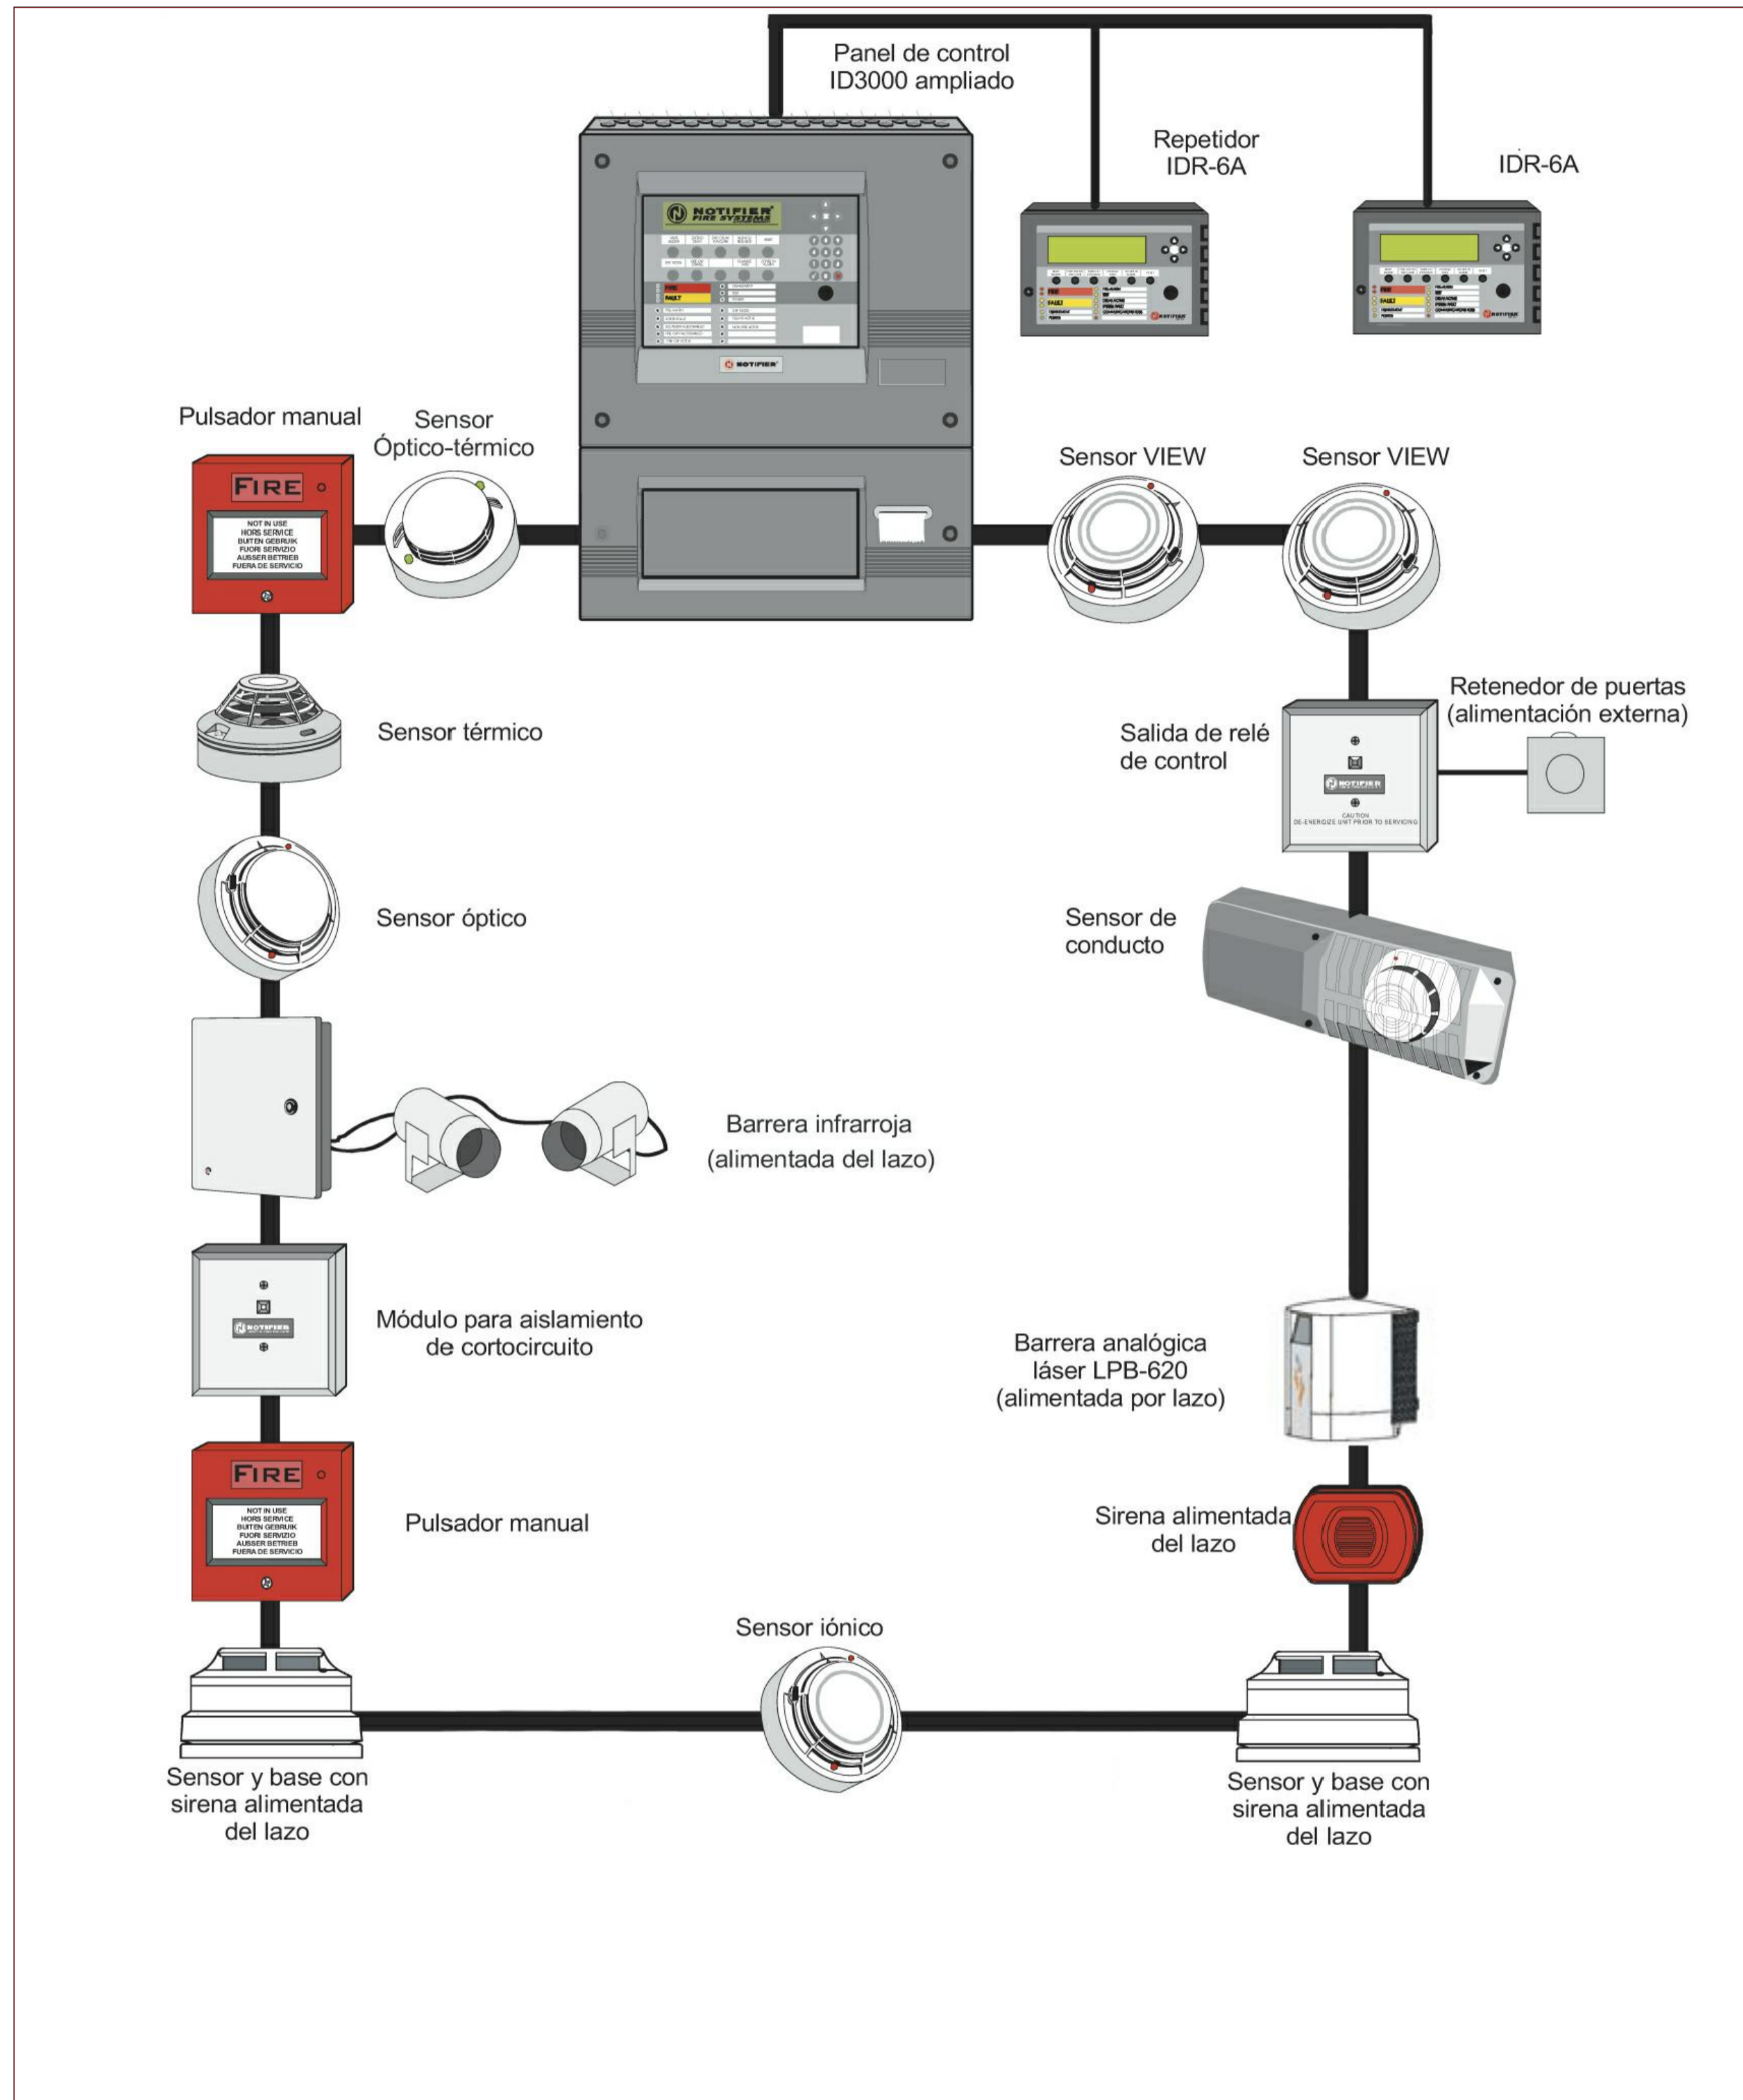 Panel de control
ID3000 ampliado
Repetidor
IDR-6A
IDR-6A
NOTIFIER
FIRE SYSTEMS
FIRE
FAULT
NOTIFIER
FIRE
FAULT
NOTIFIER
FIRE
FAULT
NOTIFIER
Pulsador manual
Sensor
Óptico-térmico
Sensor VIEW
Sensor VIEW
FIRE
NOT IN USE
HORS SERVICE
BUITEN GEBRUIK
FUORI SERVIZIO
AUSSER BETRIEB
FUERA DE SERVICIO
Retenedor de puertas
(alimentación externa)
Sensor térmico
Salida de relé
de control
NOTIFIER
CAUTION
DE-ENERGIZE UNIT PRIOR TO SERVICING
Sensor óptico
Sensor de
conducto
Barrera infrarroja
(alimentada del lazo)
Módulo para aislamiento
de cortocircuito
NOTIFIER
Barrera analógica
láser LPB-620
(alimentada por lazo)
FIRE
NOT IN USE
HORS SERVICE
BUITEN GEBRUIK
FUORI SERVIZIO
AUSSER BETRIEB
FUERA DE SERVICIO
Pulsador manual
Sirena alimentada
del lazo
Sensor iónico
Sensor y base con
sirena alimentada
del lazo
Sensor y base con
sirena alimentada
del lazo